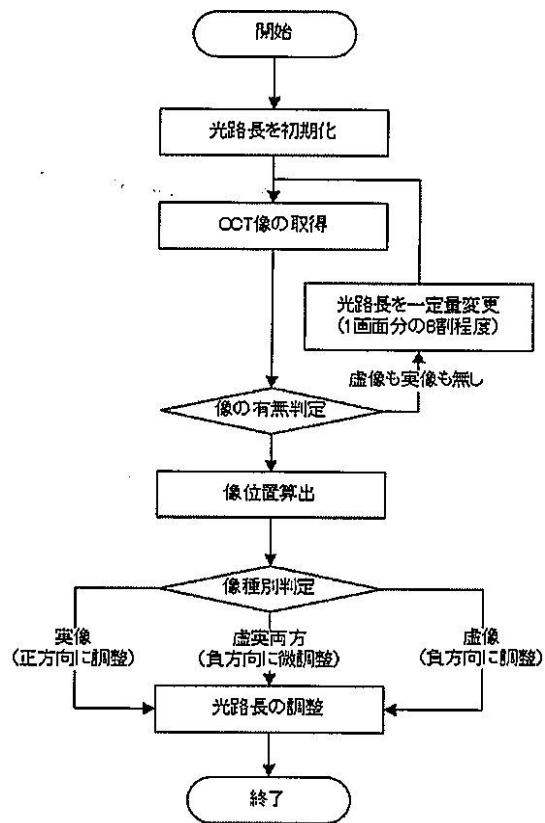 開始
光路長を初期化
OCT像の取得
光路長を一定量変更
(1画面分の8割程度)
虚像も実像も無し
像の有無判定
像位置算出
像種別判定
実像
(正方向に調整)
虚実両方
(負方向に微調整)
虚像
(負方向に調整)
光路長の調整
終了